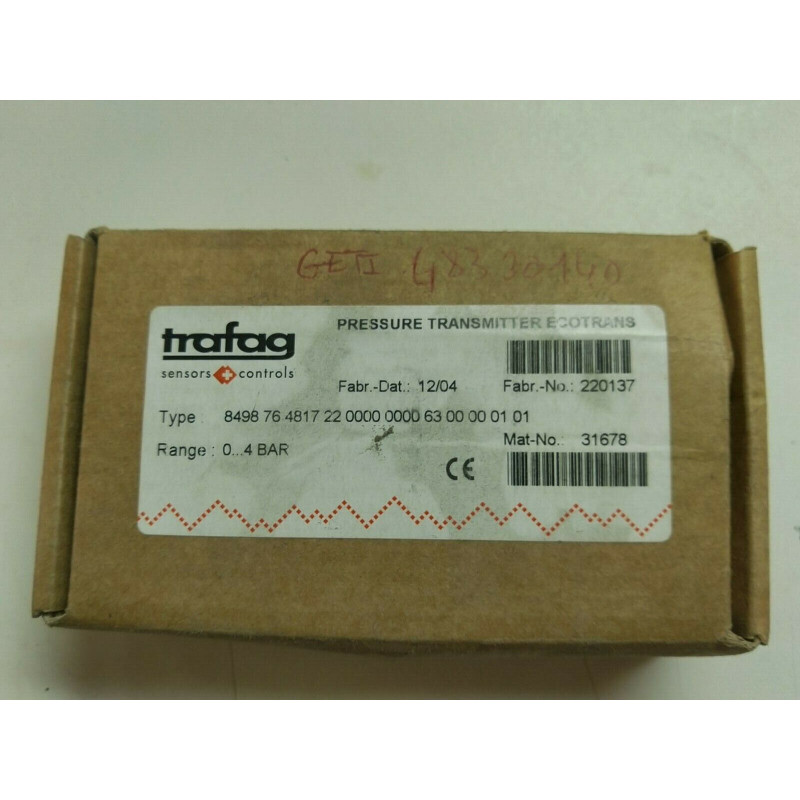 GETI 48330140
trafag
sensors controls
PRESSURE TRANSMITTER ECOTRANS
Fabr.-Dat.: 12/04
Fabr.-No.: 220137
Type 8498 76 4817 22 0000 0000 63 00 00 01 01
Range : 0...4 BAR
Mat-No.: 31678
CE